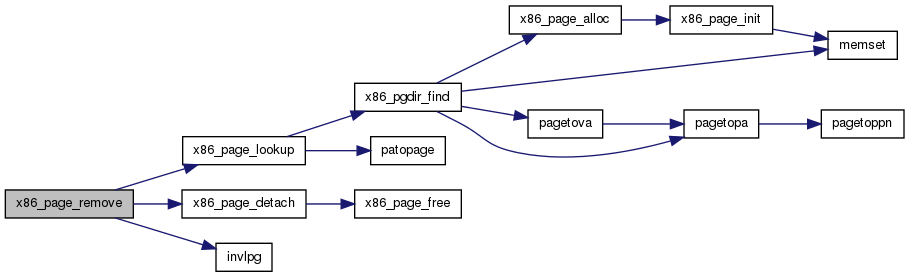 x86_page_remove
x86_page_lookup
x86_page_detach
invlpg
x86_pgdir_find
patopage
x86_page_free
x86_page_alloc
pagetova
x86_page_init
pagetopa
memset
pagetoppn